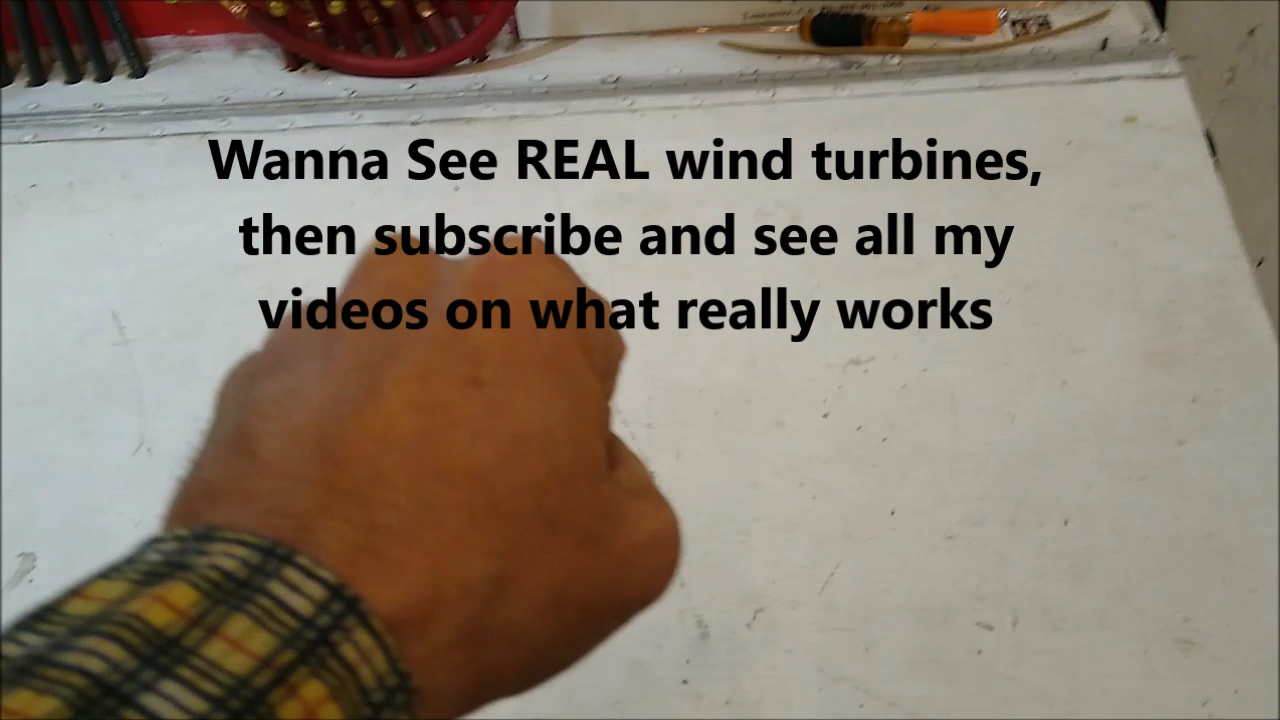 Wanna See REAL wind turbines,
then subscribe and see all my
videos on what really works